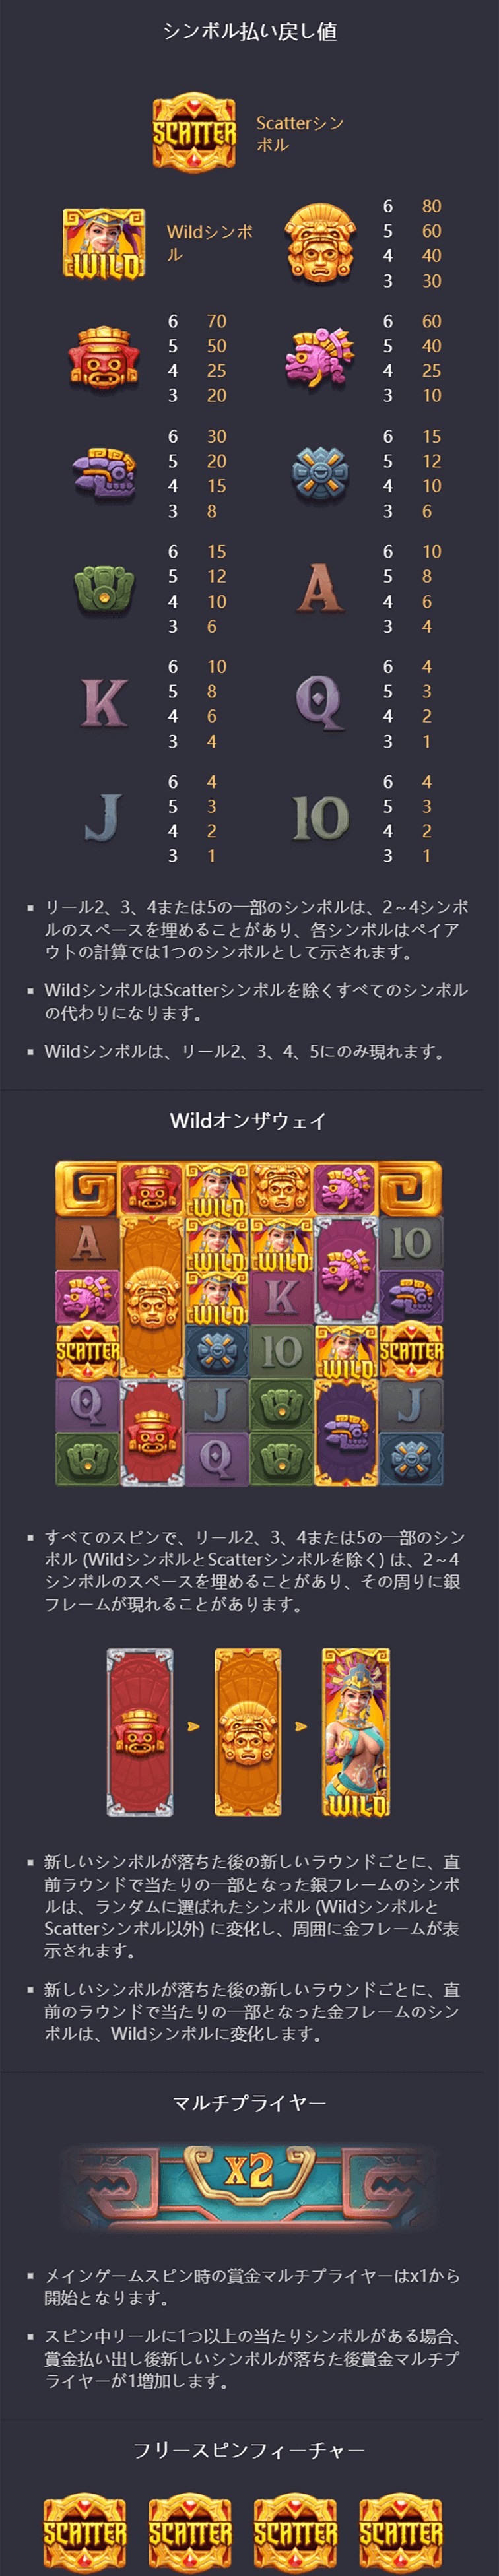 シンボル払い戻し値
SCATTER
Scatterシン
ボル
WILD
Wildシンボ
ル
6 80
5 60
4 40
3 30
6 70
5 50
4 25
3 20
6 60
5 40
4 25
3 10
6 30
5 20
4 15
3 8
6 15
5 12
4 10
3 6
6 15
5 12
4 10
3 6
A
6 10
5 8
4 6
3 4
K
6 10
5 8
4 6
3 4
Q
6 4
5 3
4 2
3 1
J
6 4
5 3
4 2
3 1
10
6 4
5 3
4 2
3 1
▪ リール2、3、4または5の一部のシンボルは、2～4シンボ
ルのスペースを埋めることがあり、各シンボルはペイア
ウトの計算では1つのシンボルとして示されます。
▪ WildシンボルはScatterシンボルを除くすべてのシンボル
の代わりになります。
▪ Wildシンボルは、リール2、3、4、5にのみ現れます。
Wildオンザウェイ
WILD
A WILD WILD 10
WILD K
SCATTER 10 WILD SCATTER
Q J J
Q
▪ すべてのスピンで、リール2、3、4または5の一部のシン
ボル (WildシンボルとScatterシンボルを除く) は、2～4
シンボルのスペースを埋めることがあり、その周りに銀
フレームが現れることがあります。
WILD
▪ 新しいシンボルが落ちた後の新しいラウンドごとに、直
前ラウンドで当たりの一部となった銀フレームのシンボ
ルは、ランダムに選ばれたシンボル (Wildシンボルと
Scatterシンボル以外) に変化し、周囲に金フレームが表
示されます。
▪ 新しいシンボルが落ちた後の新しいラウンドごとに、直
前のラウンドで当たりの一部となった金フレームのシン
ボルは、Wildシンボルに変化します。
マルチプライヤー
x2
▪ メインゲームスピン時の賞金マルチプライヤーはx1から
開始となります。
▪ スピン中リールに1つ以上の当たりシンボルがある場合、
賞金払い出し後新しいシンボルが落ちた後賞金マルチプ
ライヤーが1増加します。
フリースピンフィーチャー
SCATTER SCATTER SCATTER SCATTER